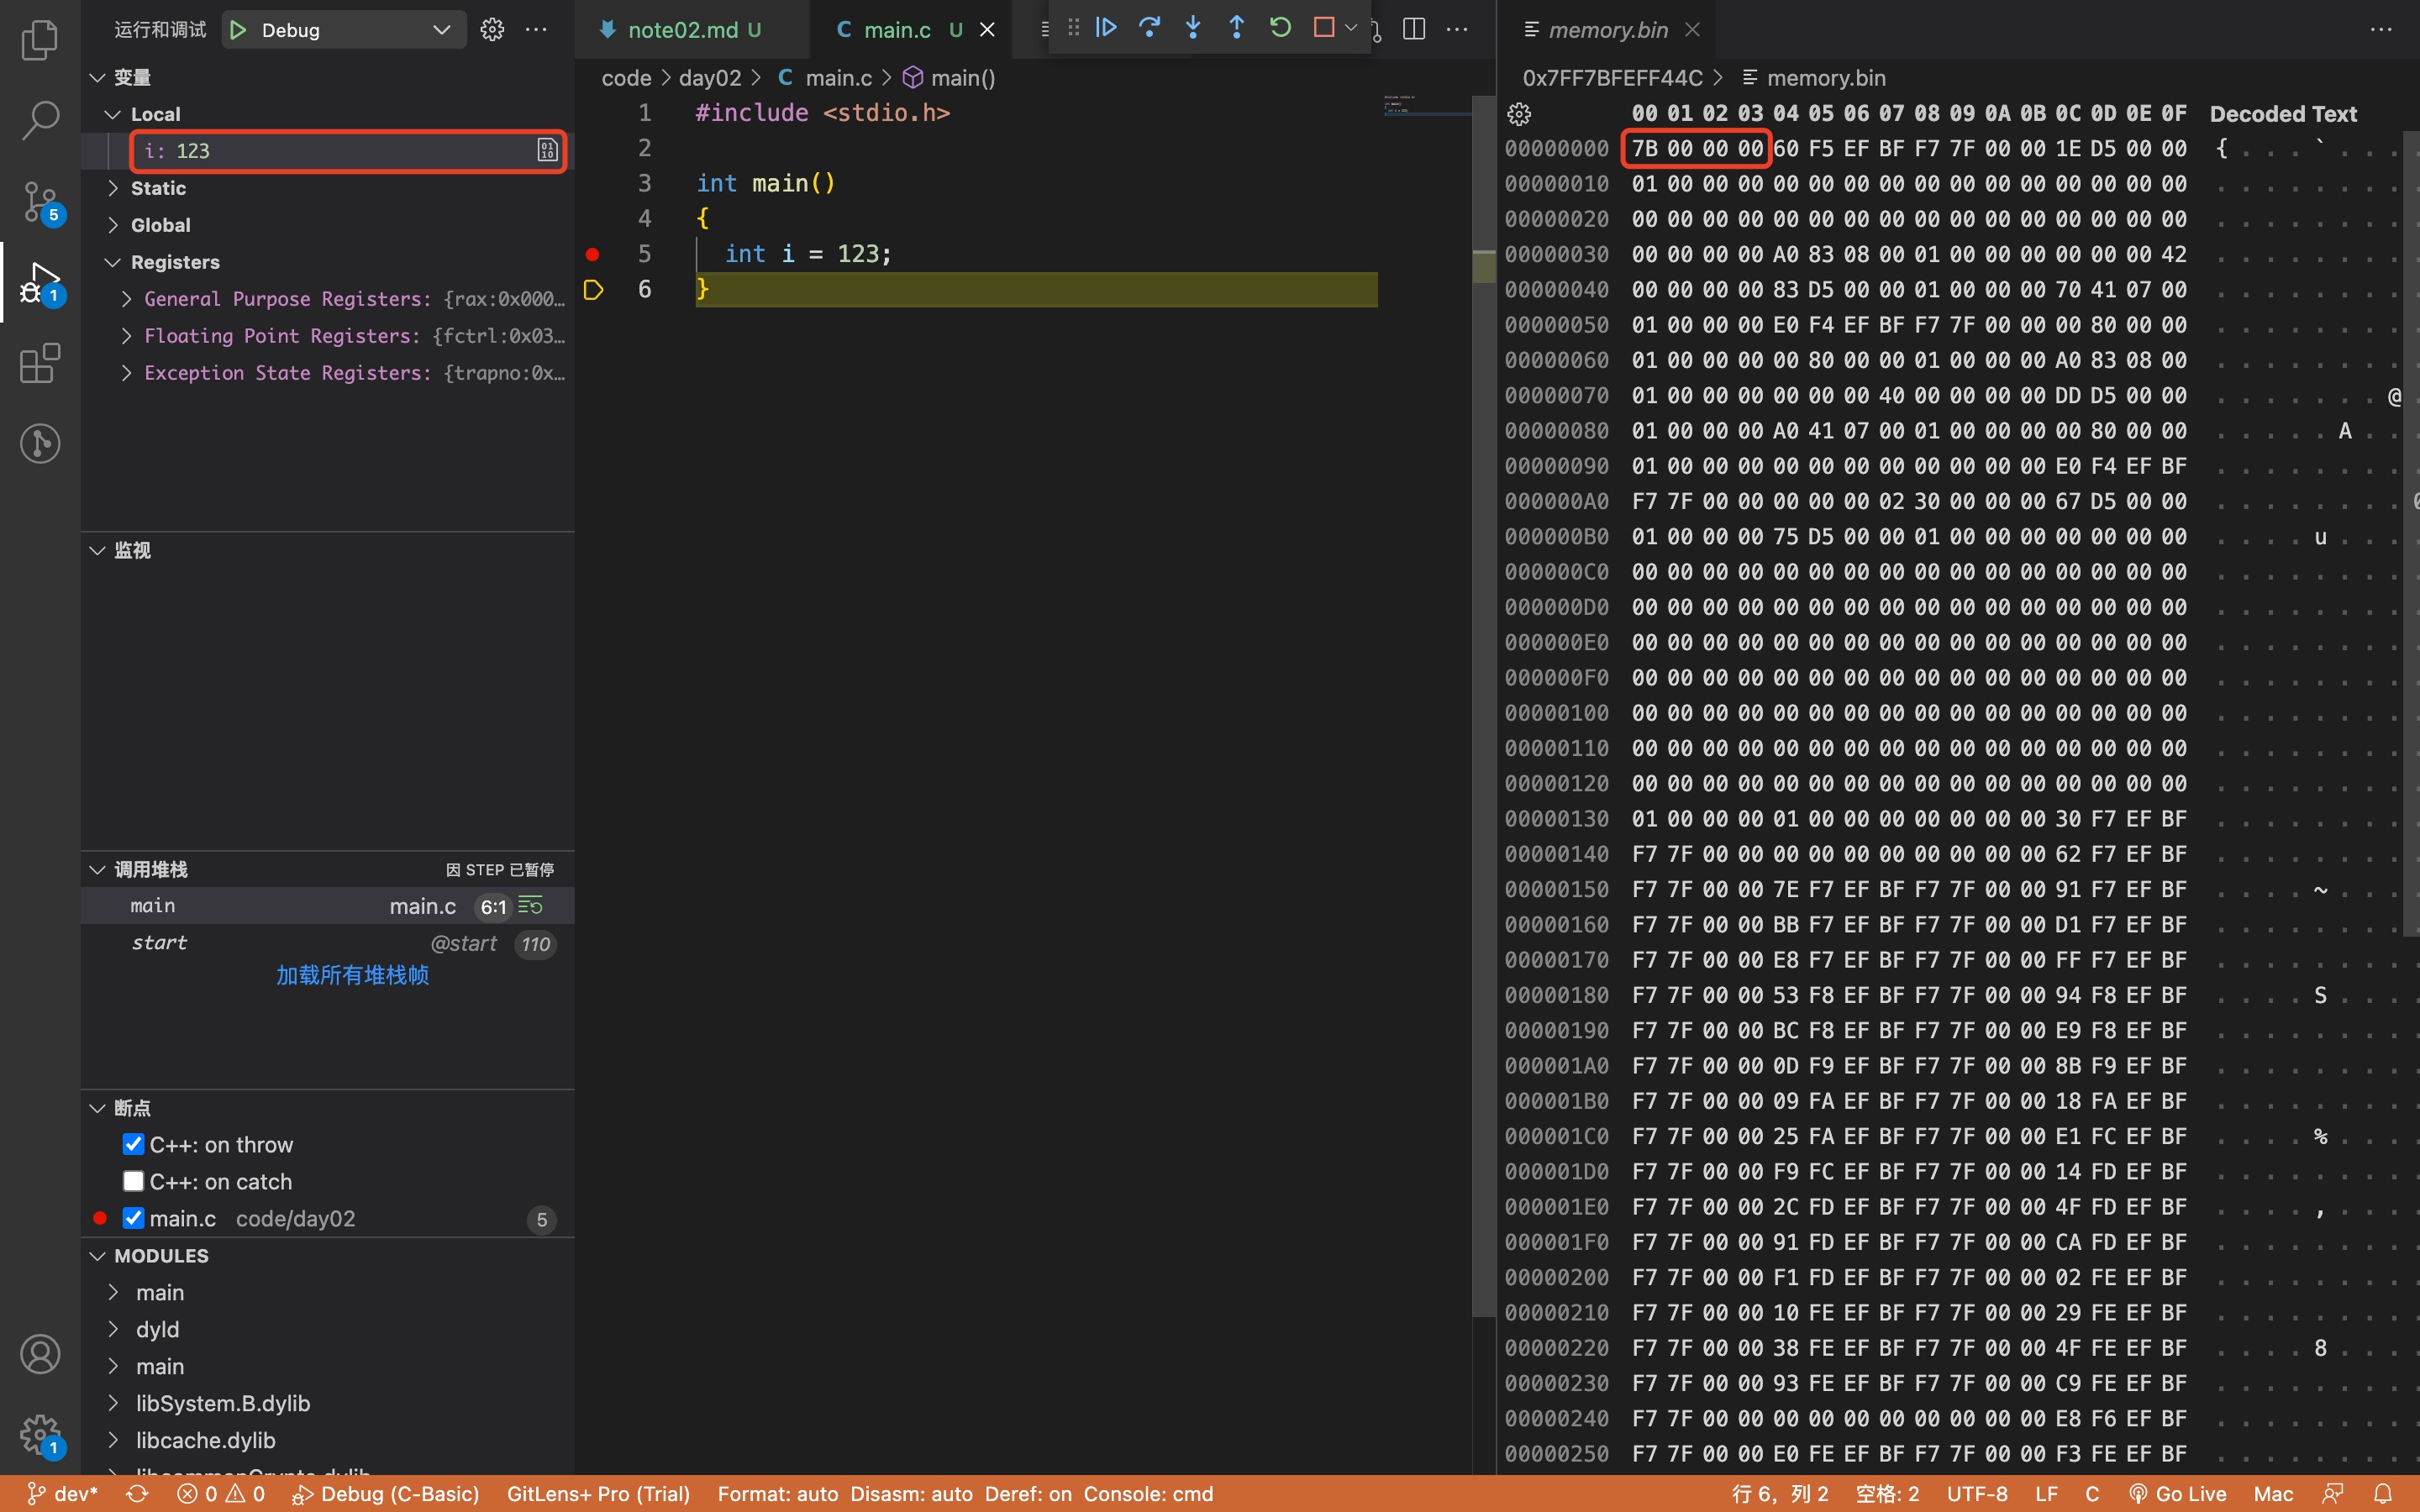 运行和调试 Debug
变量
Local
i: 123
Static
Global
Registers
General Purpose Registers: {rax:0x000…
Floating Point Registers: {fctrl:0x03…
Exception State Registers: {trapno:0x…
监视
调用堆栈 因 STEP 已暂停
main main.c 6:1
start @start 110
加载所有堆栈帧
断点
C++: on throw
C++: on catch
main.c code/day02 5
MODULES
main
dyld
main
libSystem.B.dylib
libcache.dylib
5
1
1
note02.md U
C main.c U
code > day02 > C main.c > main()
1 #include <stdio.h>
2
3 int main()
4 {
5 int i = 123;
6 }
memory.bin
0x7FF7BFEFF44C > memory.bin
00 01 02 03 04 05 06 07 08 09 0A 0B 0C 0D 0E 0F Decoded Text
00000000 7B 00 00 00 60 F5 EF BF F7 7F 00 00 1E D5 00 00 { . . . ` . . .
00000010 01 00 00 00 00 00 00 00 00 00 00 00 00 00 00 00 . . . . . . . .
00000020 00 00 00 00 00 00 00 00 00 00 00 00 00 00 00 00 . . . . . . . .
00000030 00 00 00 00 A0 83 08 00 01 00 00 00 00 00 00 42 . . . . . . . .
00000040 00 00 00 00 83 D5 00 00 01 00 00 00 70 41 07 00 . . . . . . . .
00000050 01 00 00 00 E0 F4 EF BF F7 7F 00 00 00 80 00 00 . . . . . . . .
00000060 01 00 00 00 00 80 00 00 01 00 00 00 A0 83 08 00 . . . . . . . .
00000070 01 00 00 00 00 00 00 40 00 00 00 00 DD D5 00 00 . . . . . . . @
00000080 01 00 00 00 A0 41 07 00 01 00 00 00 00 80 00 00 . . . . . A . .
00000090 01 00 00 00 00 00 00 00 00 00 00 00 E0 F4 EF BF . . . . . . . .
000000A0 F7 7F 00 00 00 00 00 02 30 00 00 00 67 D5 00 00 . . . . . . . .
000000B0 01 00 00 00 75 D5 00 00 01 00 00 00 00 00 00 00 . . . . u . . .
000000C0 00 00 00 00 00 00 00 00 00 00 00 00 00 00 00 00 . . . . . . . .
000000D0 00 00 00 00 00 00 00 00 00 00 00 00 00 00 00 00 . . . . . . . .
000000E0 00 00 00 00 00 00 00 00 00 00 00 00 00 00 00 00 . . . . . . . .
000000F0 00 00 00 00 00 00 00 00 00 00 00 00 00 00 00 00 . . . . . . . .
00000100 00 00 00 00 00 00 00 00 00 00 00 00 00 00 00 00 . . . . . . . .
00000110 00 00 00 00 00 00 00 00 00 00 00 00 00 00 00 00 . . . . . . . .
00000120 00 00 00 00 00 00 00 00 00 00 00 00 00 00 00 00 . . . . . . . .
00000130 01 00 00 00 01 00 00 00 00 00 00 00 30 F7 EF BF . . . . . . . .
00000140 F7 7F 00 00 00 00 00 00 00 00 00 00 62 F7 EF BF . . . . . . . .
00000150 F7 7F 00 00 7E F7 EF BF F7 7F 00 00 91 F7 EF BF . . . . ~ . . .
00000160 F7 7F 00 00 BB F7 EF BF F7 7F 00 00 D1 F7 EF BF . . . . . . . .
00000170 F7 7F 00 00 E8 F7 EF BF F7 7F 00 00 FF F7 EF BF . . . . . . . .
00000180 F7 7F 00 00 53 F8 EF BF F7 7F 00 00 94 F8 EF BF . . . . S . . .
00000190 F7 7F 00 00 BC F8 EF BF F7 7F 00 00 E9 F8 EF BF . . . . . . . .
000001A0 F7 7F 00 00 0D F9 EF BF F7 7F 00 00 8B F9 EF BF . . . . . . . .
000001B0 F7 7F 00 00 09 FA EF BF F7 7F 00 00 18 FA EF BF . . . . . . . .
000001C0 F7 7F 00 00 25 FA EF BF F7 7F 00 00 E1 FC EF BF . . . . % . . .
000001D0 F7 7F 00 00 F9 FC EF BF F7 7F 00 00 14 FD EF BF . . . . . . . .
000001E0 F7 7F 00 00 2C FD EF BF F7 7F 00 00 4F FD EF BF . . . . , . . .
000001F0 F7 7F 00 00 91 FD EF BF F7 7F 00 00 CA FD EF BF . . . . . . . .
00000200 F7 7F 00 00 F1 FD EF BF F7 7F 00 00 02 FE EF BF . . . . . . . .
00000210 F7 7F 00 00 10 FE EF BF F7 7F 00 00 29 FE EF BF . . . . . . . .
00000220 F7 7F 00 00 38 FE EF BF F7 7F 00 00 4F FE EF BF . . . . 8 . . .
00000230 F7 7F 00 00 93 FE EF BF F7 7F 00 00 C9 FE EF BF . . . . . . . .
00000240 F7 7F 00 00 00 00 00 00 00 00 00 00 E8 F6 EF BF . . . . . . . .
00000250 F7 7F 00 00 E0 FE EF BF F7 7F 00 00 F3 FE EF BF . . . . . . . .
dev* 0 0 Debug (C-Basic) GitLens+ Pro (Trial) Format: auto Disasm: auto Deref: on Console: cmd 行 6，列 2 空格: 2 UTF-8 LF C Go Live Mac